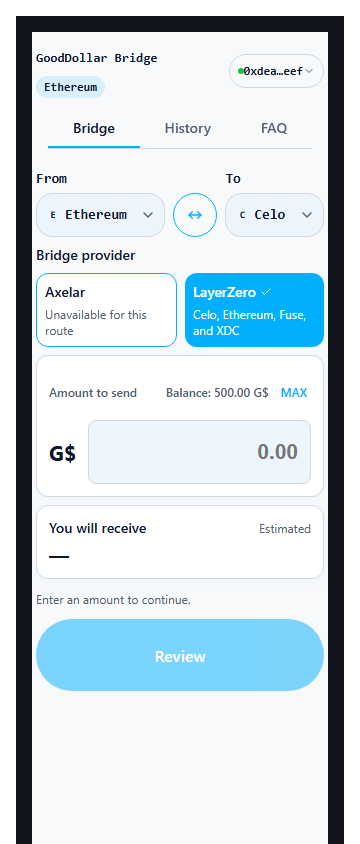 GoodDollar Bridge
0xdea…eef
Ethereum
Bridge
History
FAQ
From
To
E Ethereum
C Celo
Bridge provider
Axelar
Unavailable for this
route
LayerZero ✓
Celo, Ethereum, Fuse,
and XDC
Amount to send
Balance: 500.00 G$
MAX
G$
0.00
You will receive
Estimated
—
Enter an amount to continue.
Review